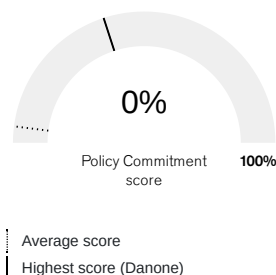 0%
Policy Commitment 100%
score
Average score
Highest score (Danone)